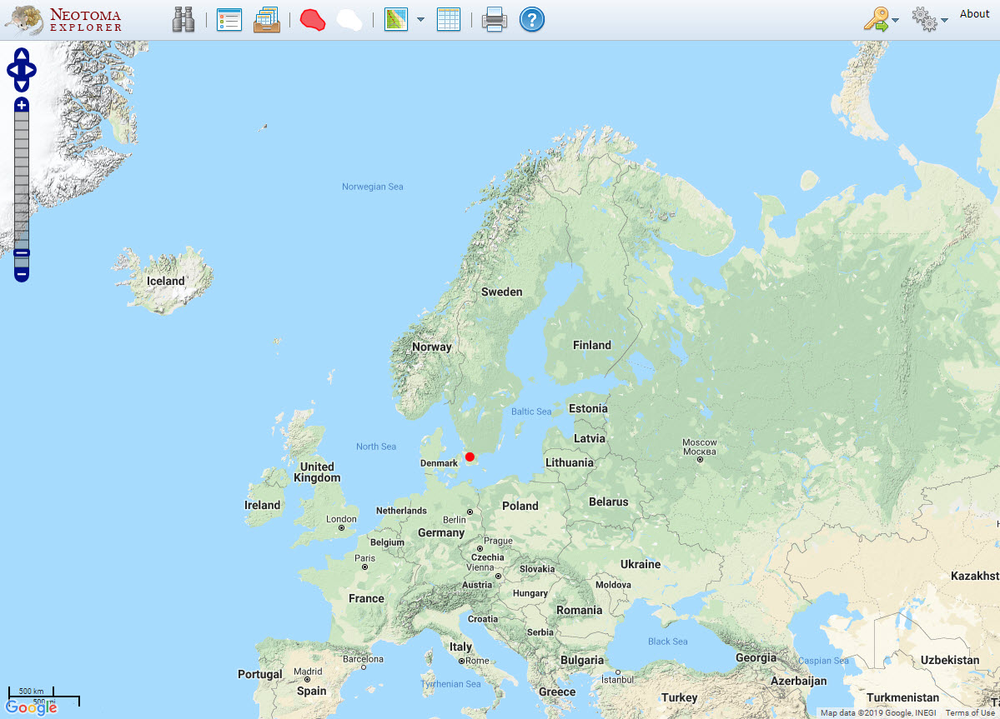 NEOTOMA
EXPLORER
?
About
Norwegian Sea
Iceland
Sweden
Norway
Finland
Baltic Sea
Estonia
North Sea
Latvia
Moscow
Москва
Denmark
Lithuania
United
Kingdom
Ireland
Netherlands
Poland
Belarus
London
Berlin
Germany
Belgium
Prague
Paris
Czechia
Vienna
Slovakia
Ukraine
Kazakhst
Austria
Moldova
Hungary
France
Romania
Croatia
Serbia
Black Sea
Italy
Barcelona
Rome
Bulgaria
Georgia
Caspian Sea
Uzbekistan
Portugal
Madrid
Spain
Tyrrhenian Sea
Istanbul
Azerbaijan
Greece
Turkey
Turkmenistan
500 km
500 mi
Google
Map data ©2019 Google, INEGI
Terms of Use